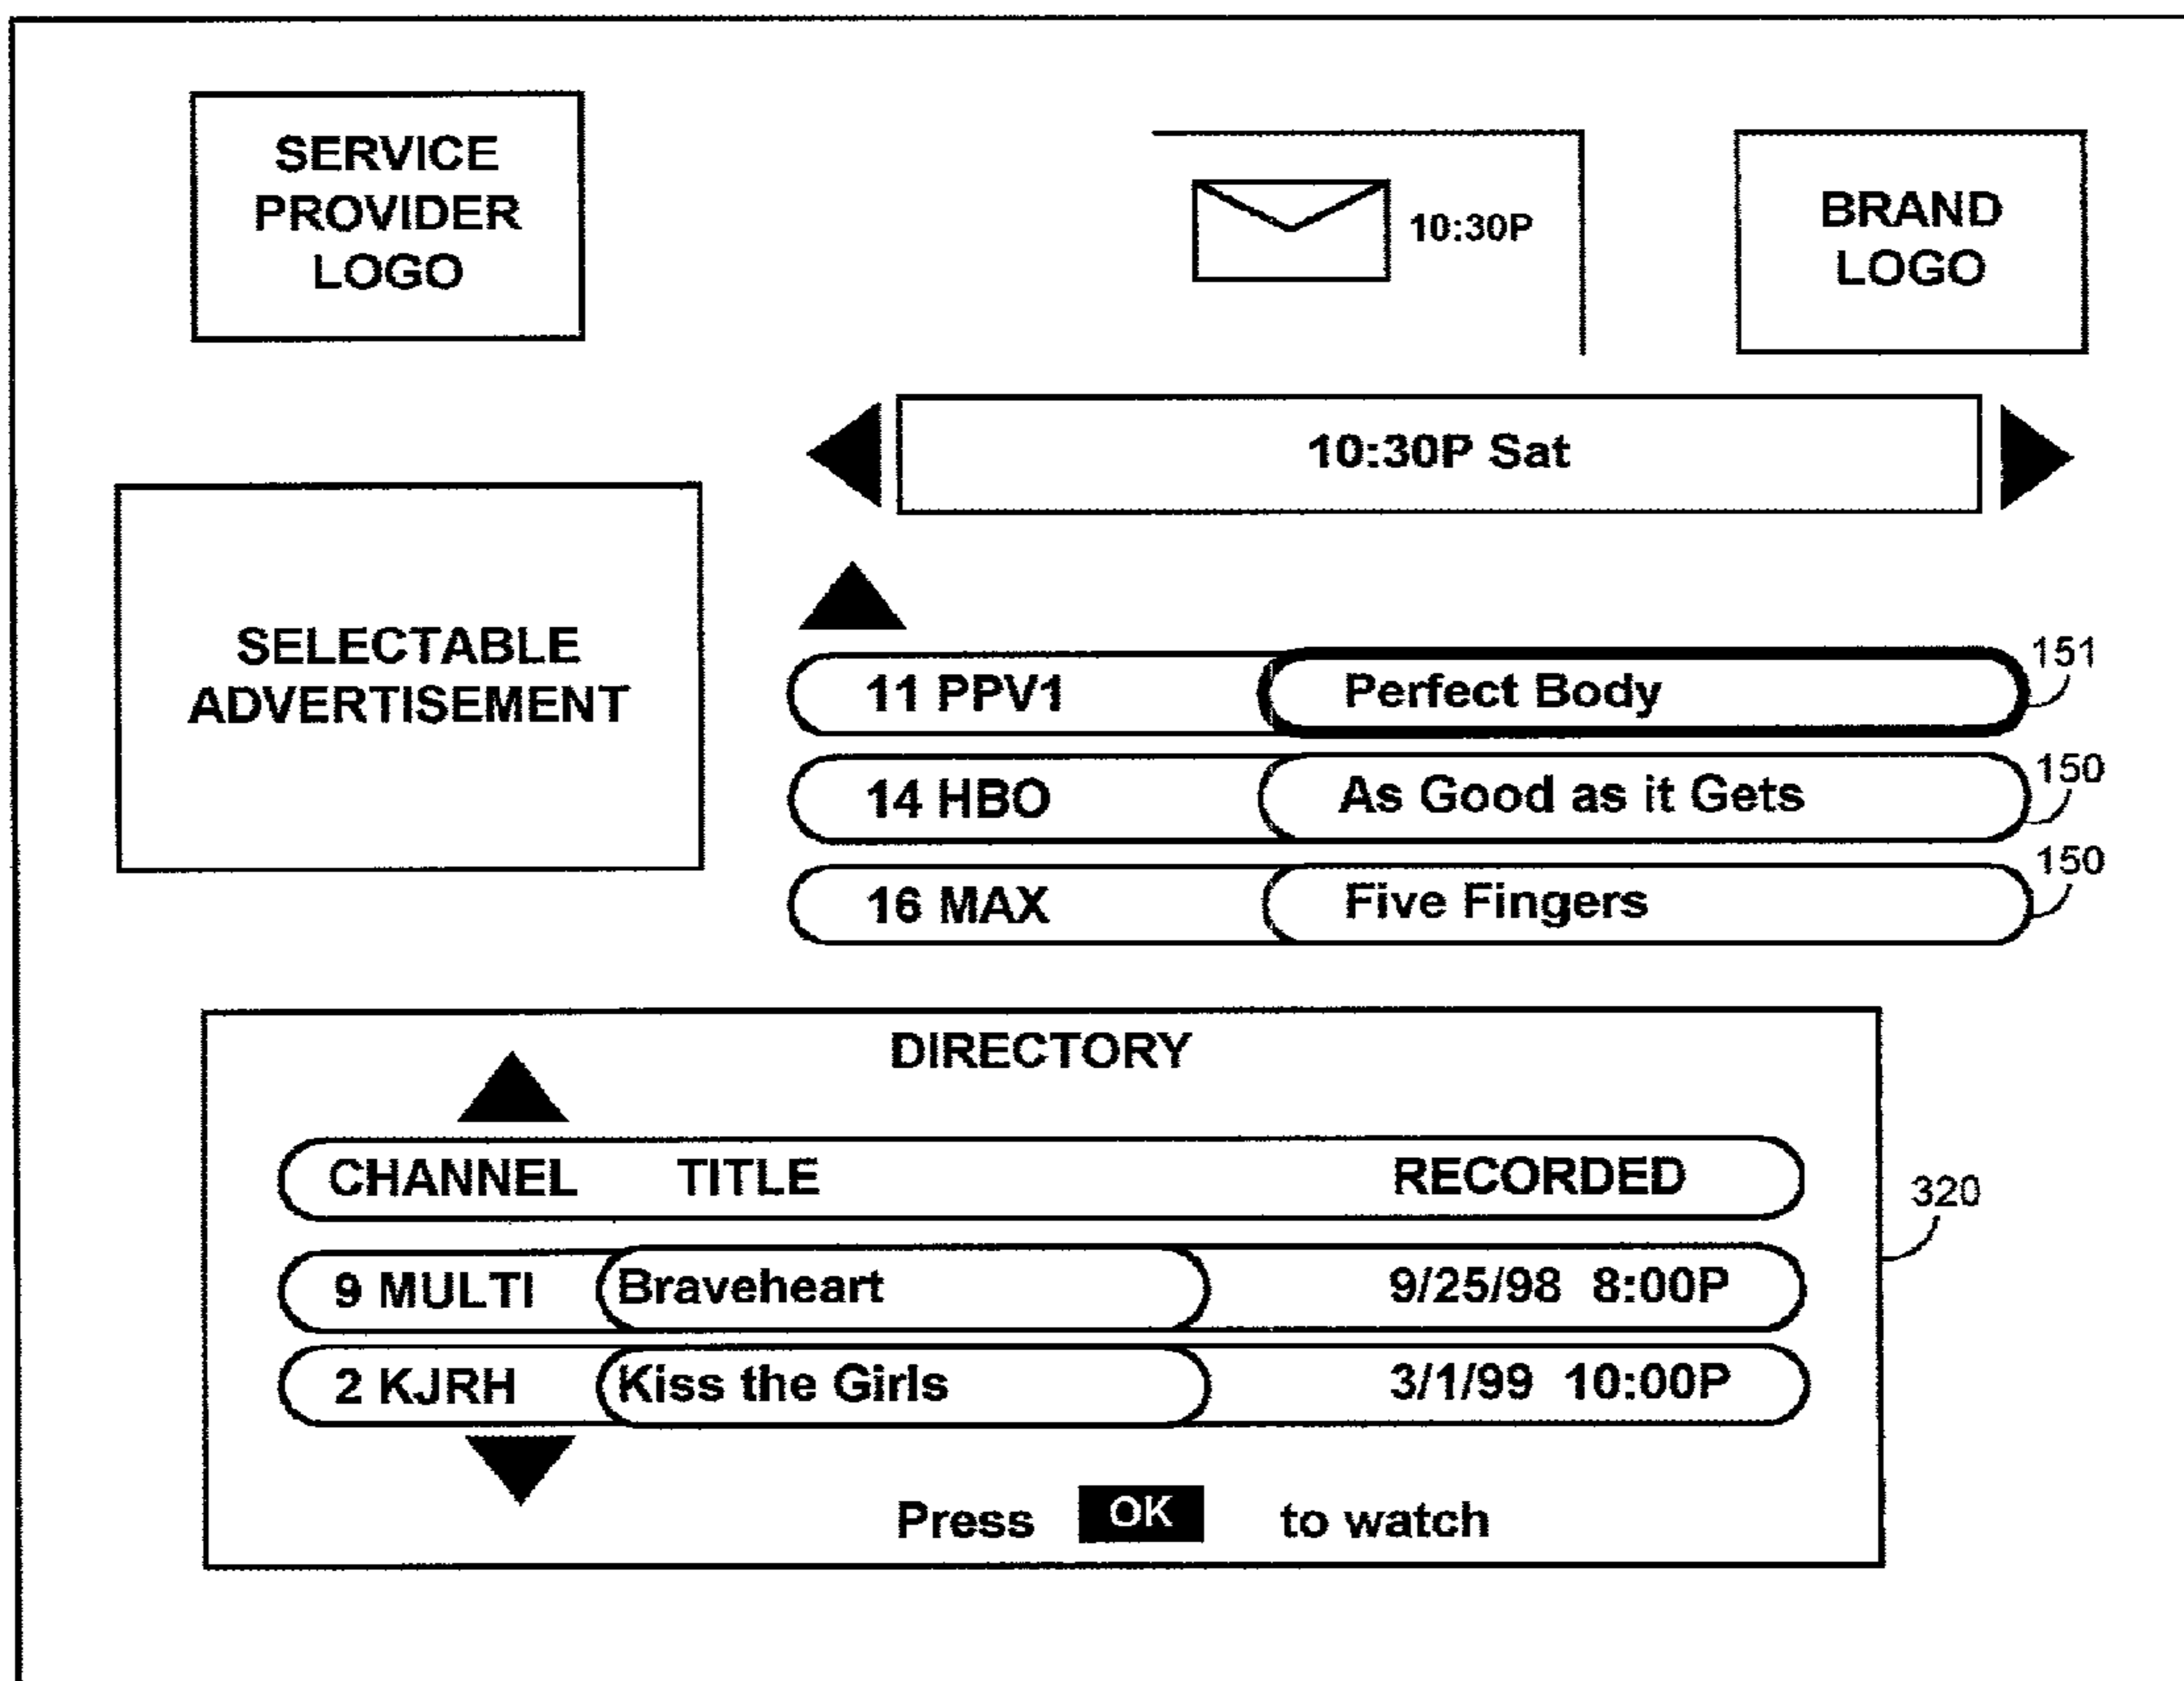 SERVICE
PROVIDER
LOGO
10:30P
BRAND
LOGO
10:30P Sat
SELECTABLE
ADVERTISEMENT
11 PPV1 Perfect Body 151
14 HBO As Good as it Gets 150
16 MAX Five Fingers 150
DIRECTORY
CHANNEL TITLE RECORDED
320
9 MULTI Braveheart 9/25/98 8:00P
2 KJRH Kiss the Girls 3/1/99 10:00P
Press OK to watch